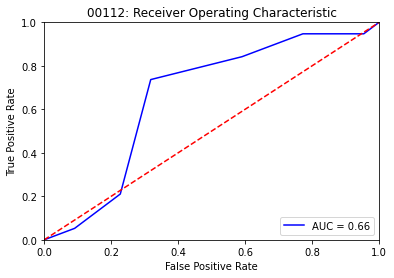 00112: Receiver Operating Characteristic
1.0
0.8
0.6
0.4
0.2
0.0
True Positive Rate
AUC = 0.66
0.0 0.2 0.4 0.6 0.8 1.0
False Positive Rate